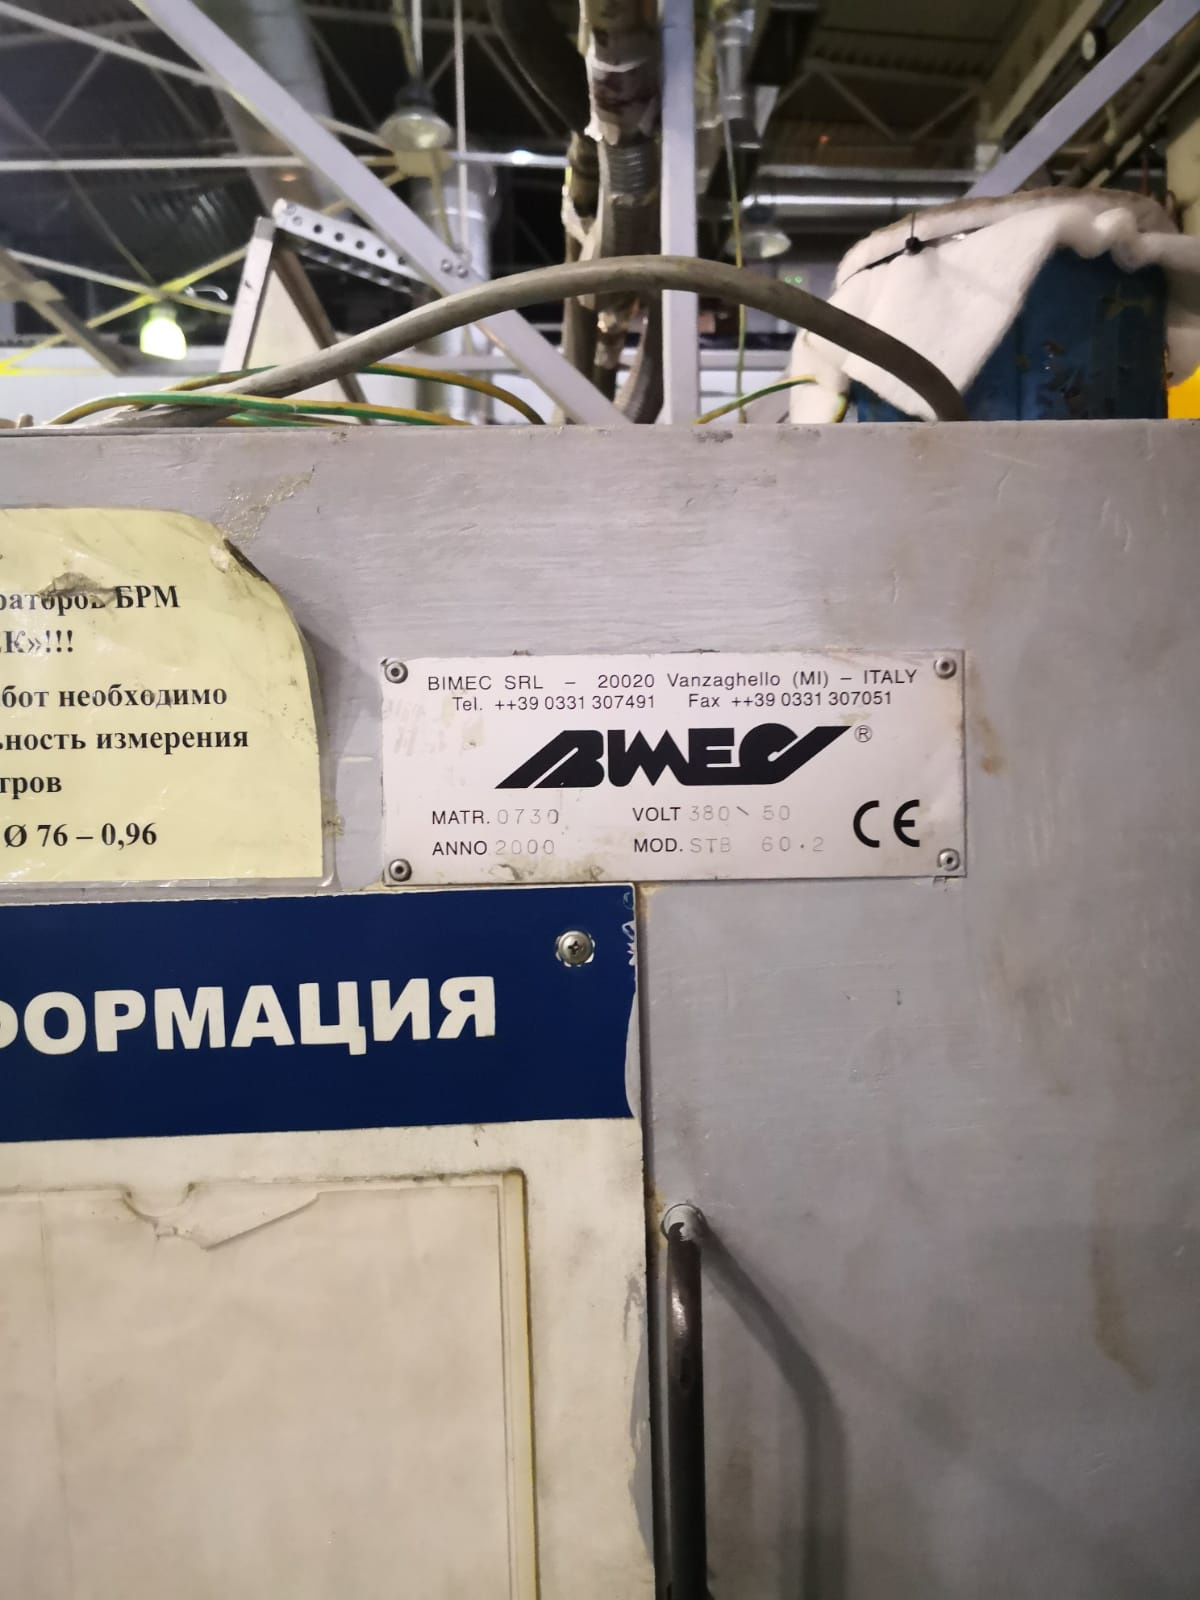 БРМ
К»!!!
бот необходимо
ьность измерения
тров
Ø 76 – 0,96
BIMEC SRL – 20020 Vanzaghello (MI) – ITALY
Tel. ++39 0331 307491 Fax ++39 0331 307051
BIMEC®
MATR. 0730 VOLT 380\ 50
ANNO 2000 MOD. STB 60.2
CE
ФОРМАЦИЯ